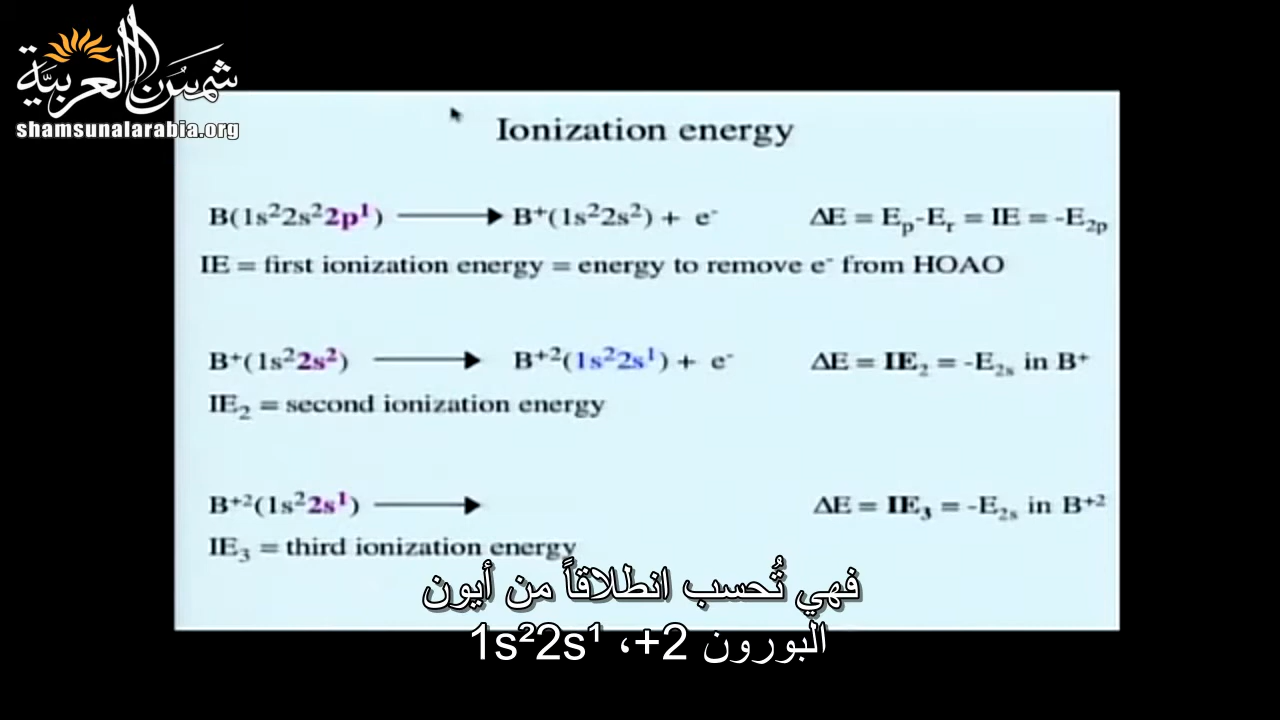 شمس العربية
shamsunalarabia.org
Ionization energy
B(1s²2s²2p¹) ⟶ B⁺(1s²2s²) + e⁻ ΔE = Eₚ-Eᵣ = IE = -E₂ₚ
IE = first ionization energy = energy to remove e⁻ from HOAO
B⁺(1s²2s²) ⟶ B⁺²(1s²2s¹) + e⁻ ΔE = IE₂ = -E₂ₛ in B⁺
IE₂ = second ionization energy
B⁺²(1s²2s¹) ⟶ ΔE = IE₃ = -E₂ₛ in B⁺²
IE₃ = third ionization energy
فهي تُحسب انطلاقاً من أيون
البورون 2+، 1s²2s¹